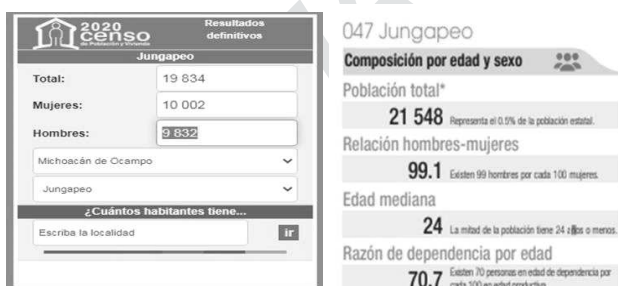 2020
censo
de Población y Vivienda
Resultados
definitivos
Jungapeo
Total:
19 834
Mujeres:
10 002
Hombres:
9 832
Michoacán de Ocampo
Jungapeo
¿Cuántos habitantes tiene...
Escriba la localidad
ir
047 Jungapeo
Composición por edad y sexo
Población total*
21 548 Representa el 0.5% de la población estatal.
Relación hombres-mujeres
99.1 Existen 99 hombres por cada 100 mujeres.
Edad mediana
24 La mitad de la población tiene 24 años o menos.
Razón de dependencia por edad
70.7 Existen 70 personas en edad de dependencia por
cada 100 en edad productiva.